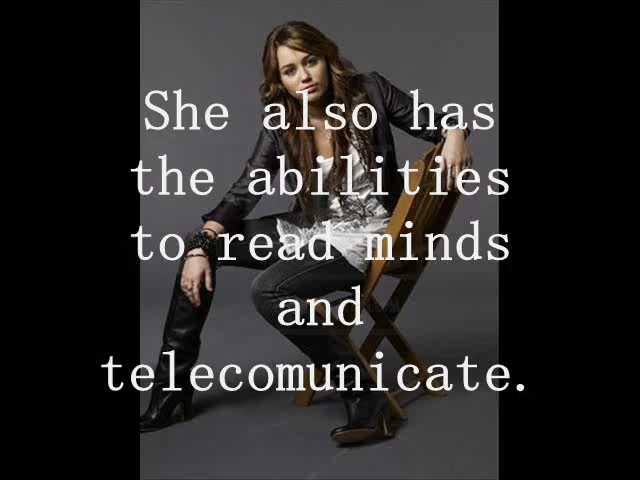 She also has
the abilities
to read minds
and
telecomunicate.